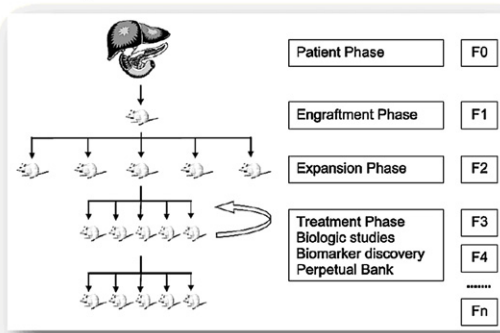 Patient Phase F0
Engraftment Phase F1
Expansion Phase F2
Treatment Phase F3
Biologic studies
Biomarker discovery F4
Perpetual Bank
.......
Fn